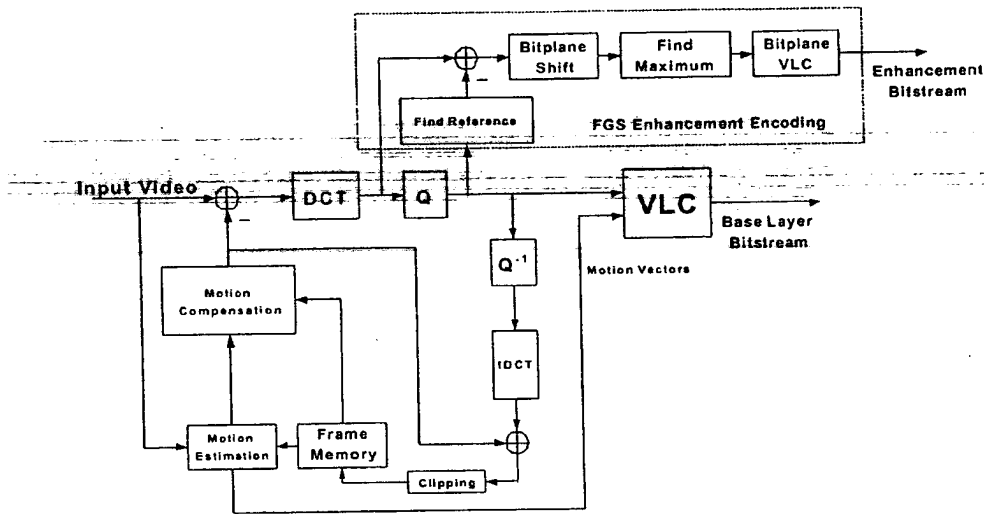 Bitplane
Shift
Find
Maximum
Bitplane
VLC
Enhancement
Bitstream
Find Reference
FGS Enhancement Encoding
Input Video
DCT
Q
VLC
Base Layer
Bitstream
Q -1
Motion Vectors
Motion
Compensation
IDCT
Motion
Estimation
Frame
Memory
Clipping